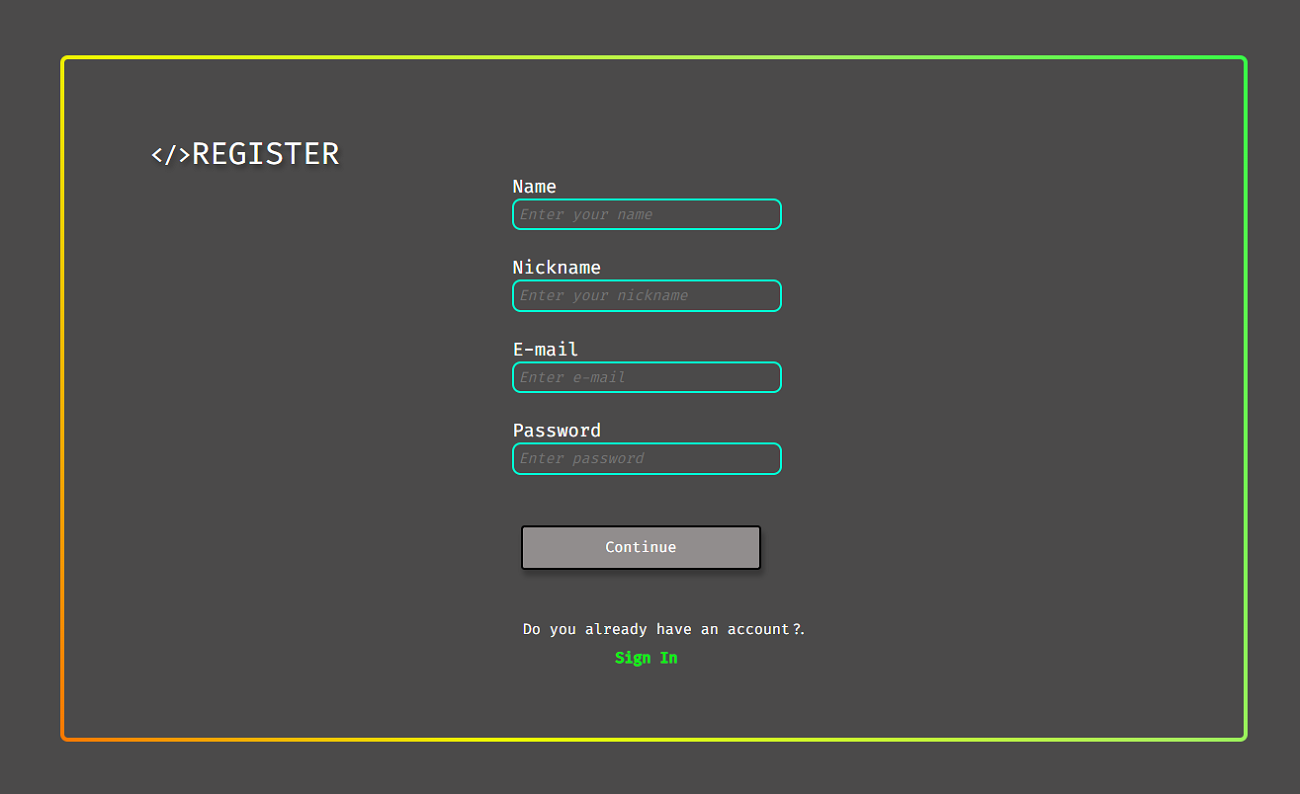 </>REGISTER
Name
Enter your name
Nickname
Enter your nickname
E-mail
Enter e-mail
Password
Enter password
Continue
Do you already have an account?.
Sign In